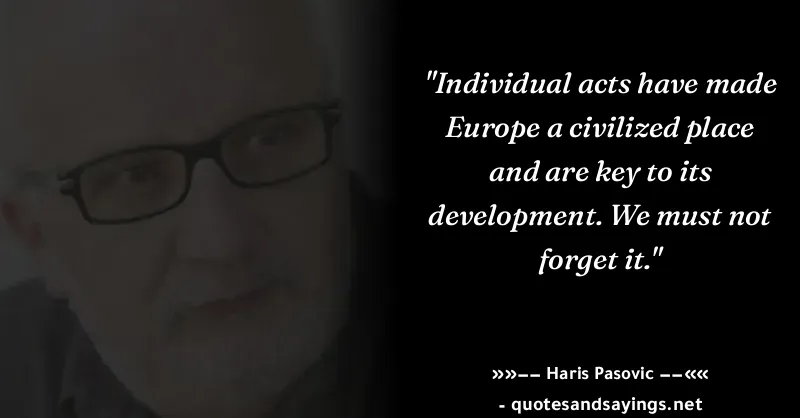 "Individual acts have made
Europe a civilized place
and are key to its
development. We must not
forget it."
»»−− Haris Pasovic −−««
- quotesandsayings.net